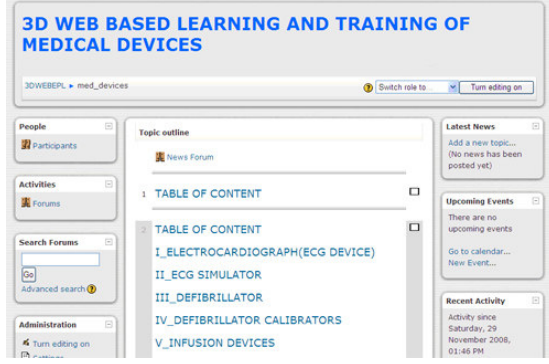 3D WEB BASED LEARNING AND TRAINING OF
MEDICAL DEVICES
3DWEBEPL ► med_devices
Switch role to...
Turn editing on
People
Participants
Activities
Forums
Search Forums
Go
Advanced search
Administration
Turn editing on
Settings
Topic outline
News Forum
1 TABLE OF CONTENT
2 TABLE OF CONTENT
I_ELECTROCARDIOGRAPH(ECG DEVICE)
II_ECG SIMULATOR
III_DEFIBRILLATOR
IV_DEFIBRILLATOR CALIBRATORS
V_INFUSION DEVICES
Latest News
Add a new topic...
(No news has been
posted yet)
Upcoming Events
There are no
upcoming events
Go to calendar...
New Event...
Recent Activity
Activity since
Saturday, 29
November 2008,
01:46 PM